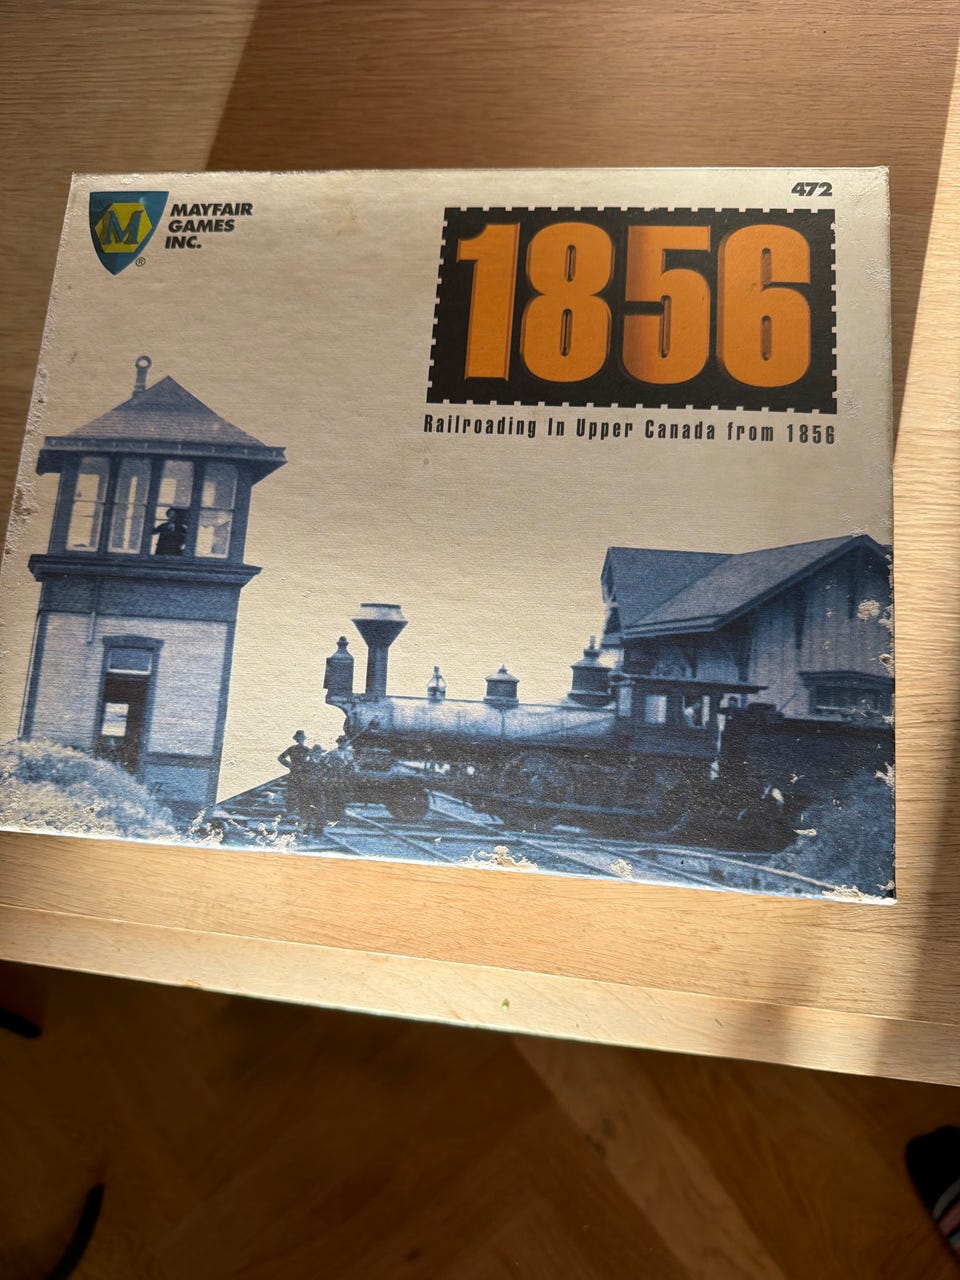 MAYFAIR
GAMES
INC.
M
®
472
1856
Railroading In Upper Canada from 1856